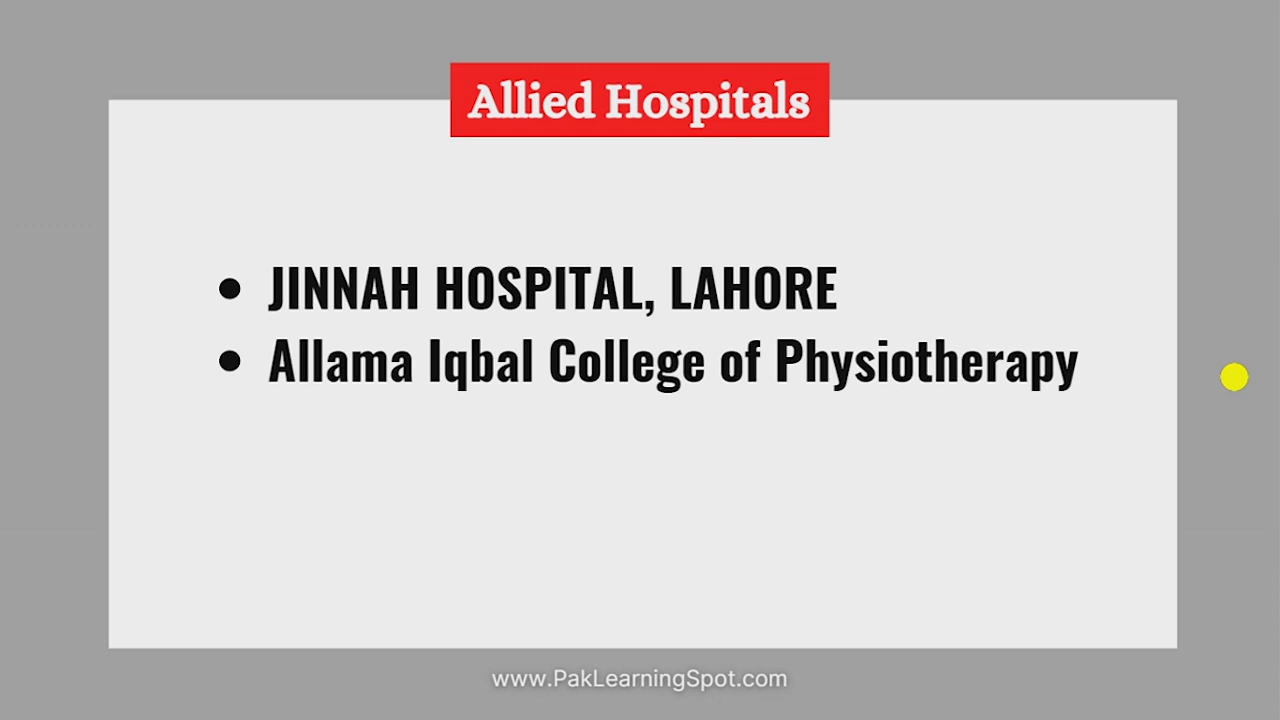 Allied Hospitals
JINNAH HOSPITAL, LAHORE
Allama Iqbal College of Physiotherapy
www.PakLearningSpot.com